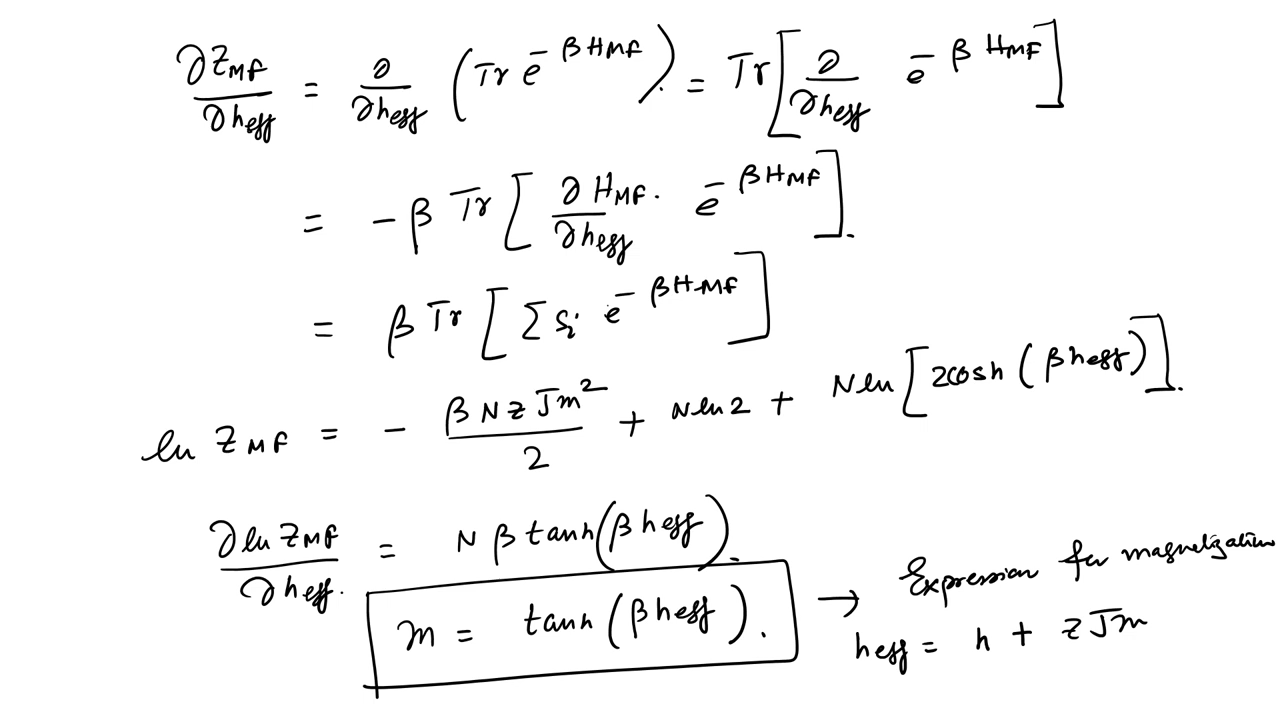 ∂Z_MF/∂h_eff = ∂/∂h_eff (Tr e^{-βH_MF}). = Tr[∂/∂h_eff e^{-βH_MF}]
= -β Tr[∂H_MF./∂h_eff e^{-βH_MF}].
= β Tr[Σ S_i e^{-βH_MF}]
ln Z_MF = - βNzJm²/2 + N ln 2 + N ln[2cosh(βh_eff)].
∂ln Z_MF/∂h_eff. = Nβ tanh(βh_eff).
m = tanh(βh_eff). → Expression for magnetization
h_eff = h + zJm